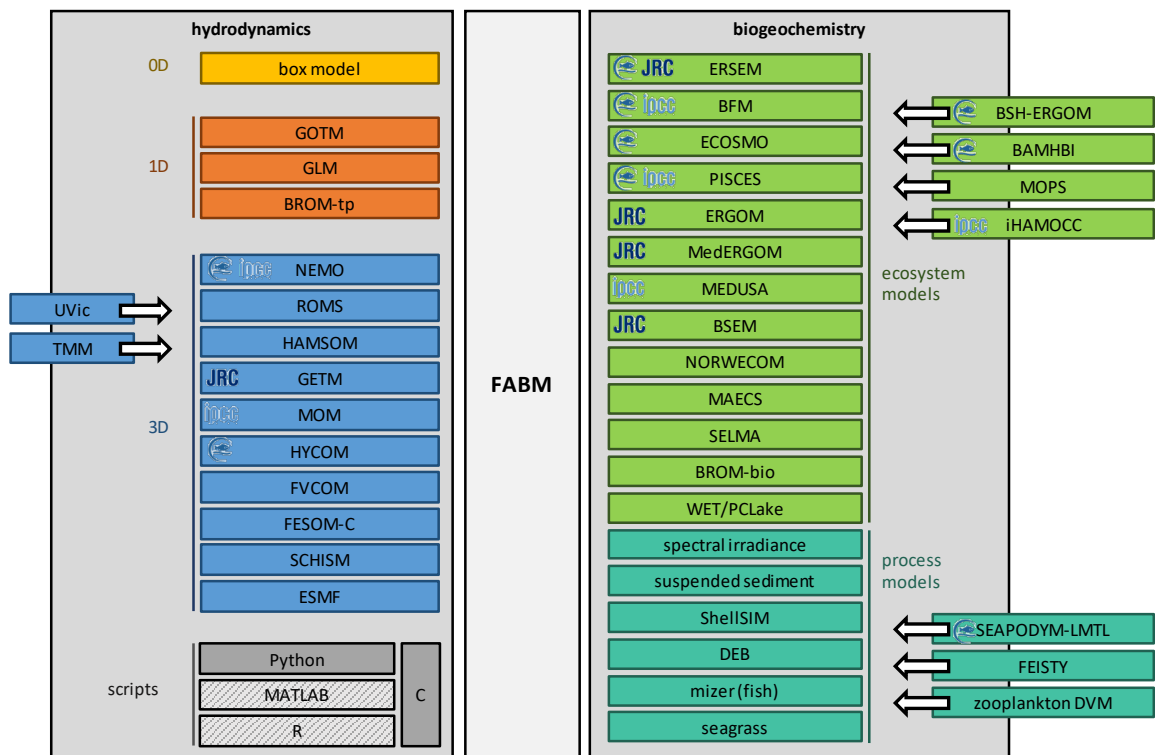 hydrodynamics
0D
box model
1D
GOTM
GLM
BROM-tp
3D
ipcc NEMO
ROMS
HAMSOM
JRC GETM
ipcc MOM
HYCOM
FVCOM
FESOM-C
SCHISM
ESMF
UVic
TMM
scripts
Python
MATLAB
R
C
FABM
biogeochemistry
JRC ERSEM
ipcc BFM
ECOSMO
ipcc PISCES
JRC ERGOM
JRC MedERGOM
ipcc MEDUSA
JRC BSEM
NORWECOM
MAECS
SELMA
BROM-bio
WET/PCLake
ecosystem
models
spectral irradiance
suspended sediment
ShellSIM
DEB
mizer (fish)
seagrass
process
models
BSH-ERGOM
BAMHBI
MOPS
ipcc iHAMOCC
SEAPODYM-LMTL
FEISTY
zooplankton DVM